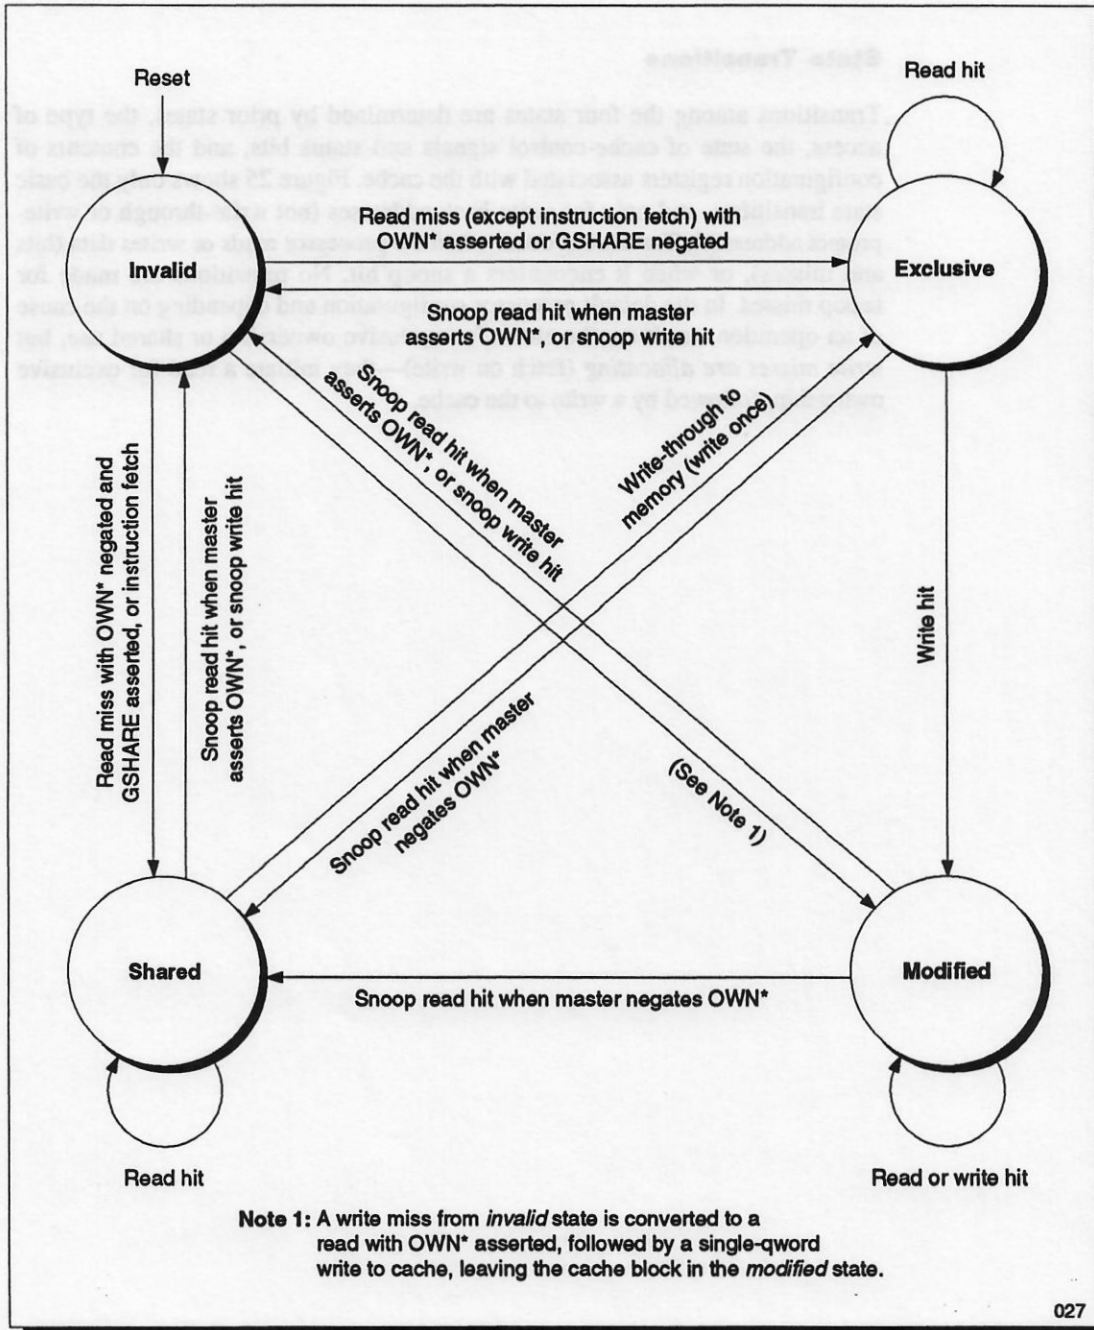 Reset
Read hit
State Transitions
Invalid
Read miss (except instruction fetch) with
OWN* asserted or GSHARE negated
Exclusive
Snoop read hit when master
asserts OWN*, or snoop write hit
Snoop read hit when master
asserts OWN*, or snoop write hit
Write-through to
memory (write once)
Read miss with OWN* negated and
GSHARE asserted, or instruction fetch
Snoop read hit when master
asserts OWN*, or snoop write hit
Write hit
Snoop read hit when master
negates OWN*
(See Note 1)
Shared
Modified
Snoop read hit when master negates OWN*
Read hit
Read or write hit
Note 1: A write miss from invalid state is converted to a
read with OWN* asserted, followed by a single-qword
write to cache, leaving the cache block in the modified state.
027